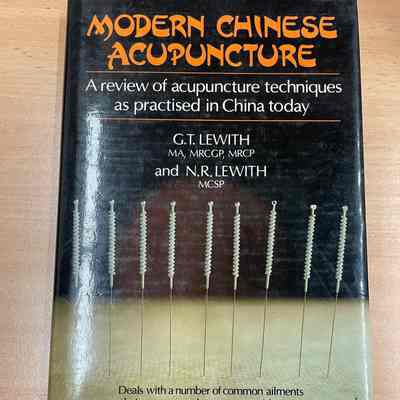 MODERN CHINESE
ACUPUNCTURE
A review of acupuncture techniques
as practised in China today
G.T. LEWITH
MA, MRCGP, MRCP
and N.R. LEWITH
MCSP
Deals with a number of common ailments